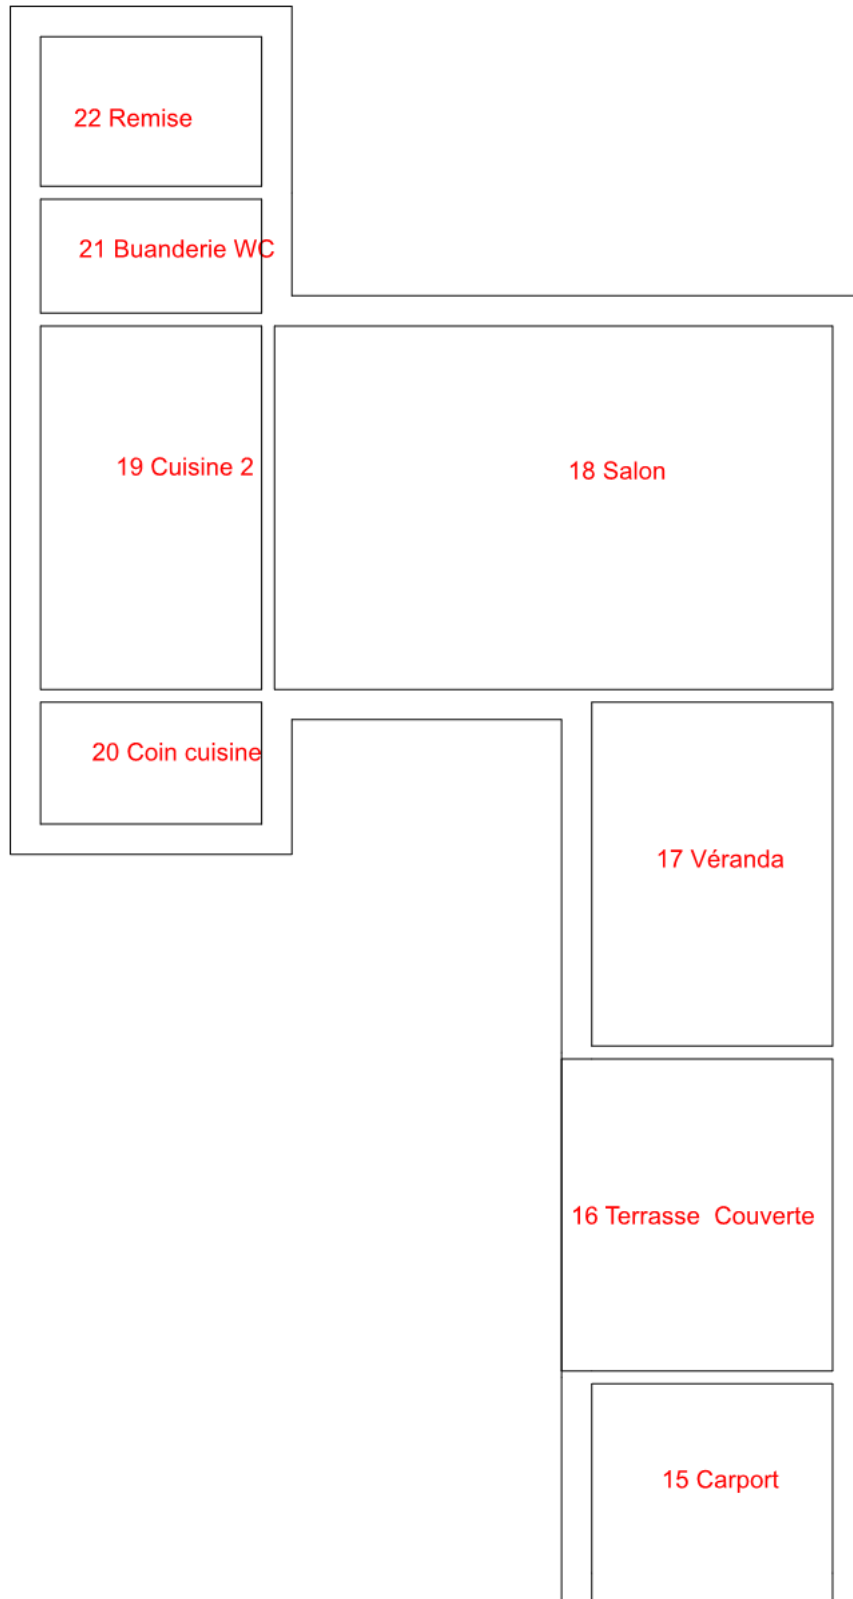 22 Remise
21 Buanderie WC
19 Cuisine 2
18 Salon
20 Coin cuisine
17 Véranda
16 Terrasse  Couverte
15 Carport